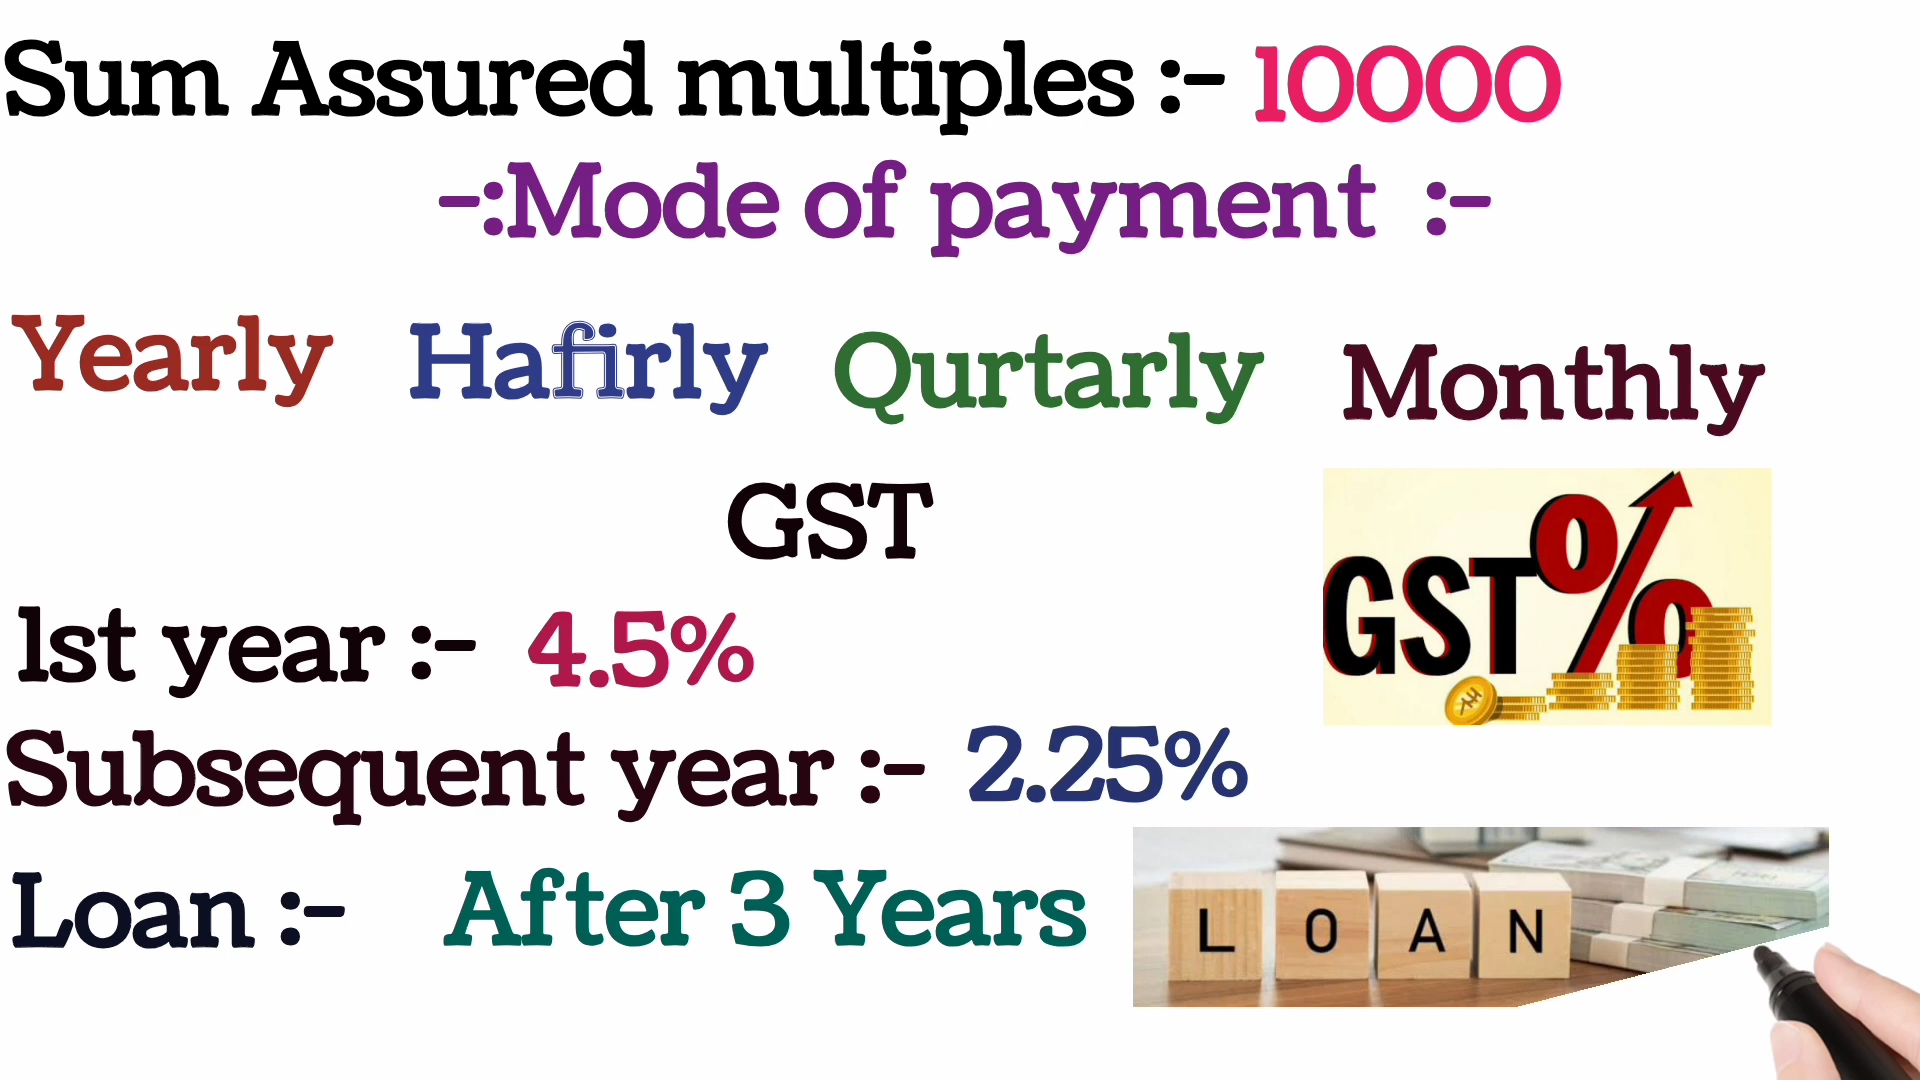 Sum Assured multiples :- 10000
-:Mode of payment :-
Yearly Hafirly Qurtarly Monthly
GST
GST%
1st year :- 4.5%
Subsequent year :- 2.25%
Loan :- After 3 Years
LOAN